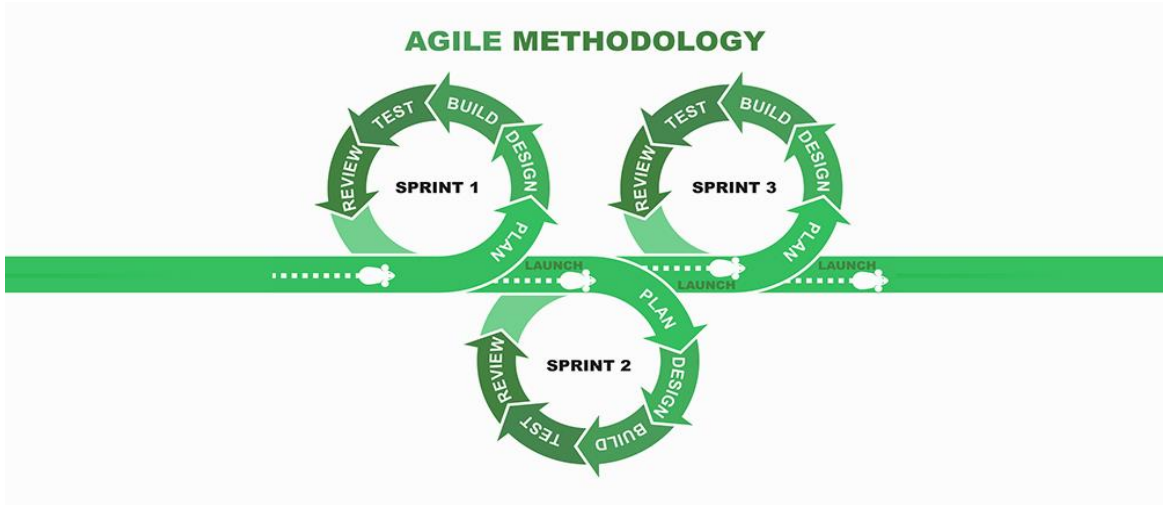 AGILE METHODOLOGY
PLAN
DESIGN
BUILD
TEST
REVIEW
SPRINT 1
LAUNCH
PLAN
DESIGN
BUILD
TEST
REVIEW
SPRINT 2
LAUNCH
PLAN
DESIGN
BUILD
TEST
REVIEW
SPRINT 3
LAUNCH